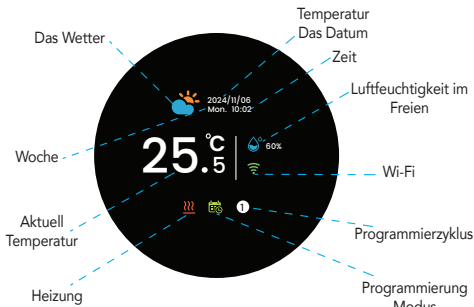 Temperatur
Das Datum
Das Wetter
Zeit
2024/11/06
Mon. 10:02
Luftfeuchtigkeit im
Freien
60%
25.5 °C
Woche
Wi-Fi
Aktuell
Temperatur
1
Programmierzyklus
Heizung
Programmierung
Modus